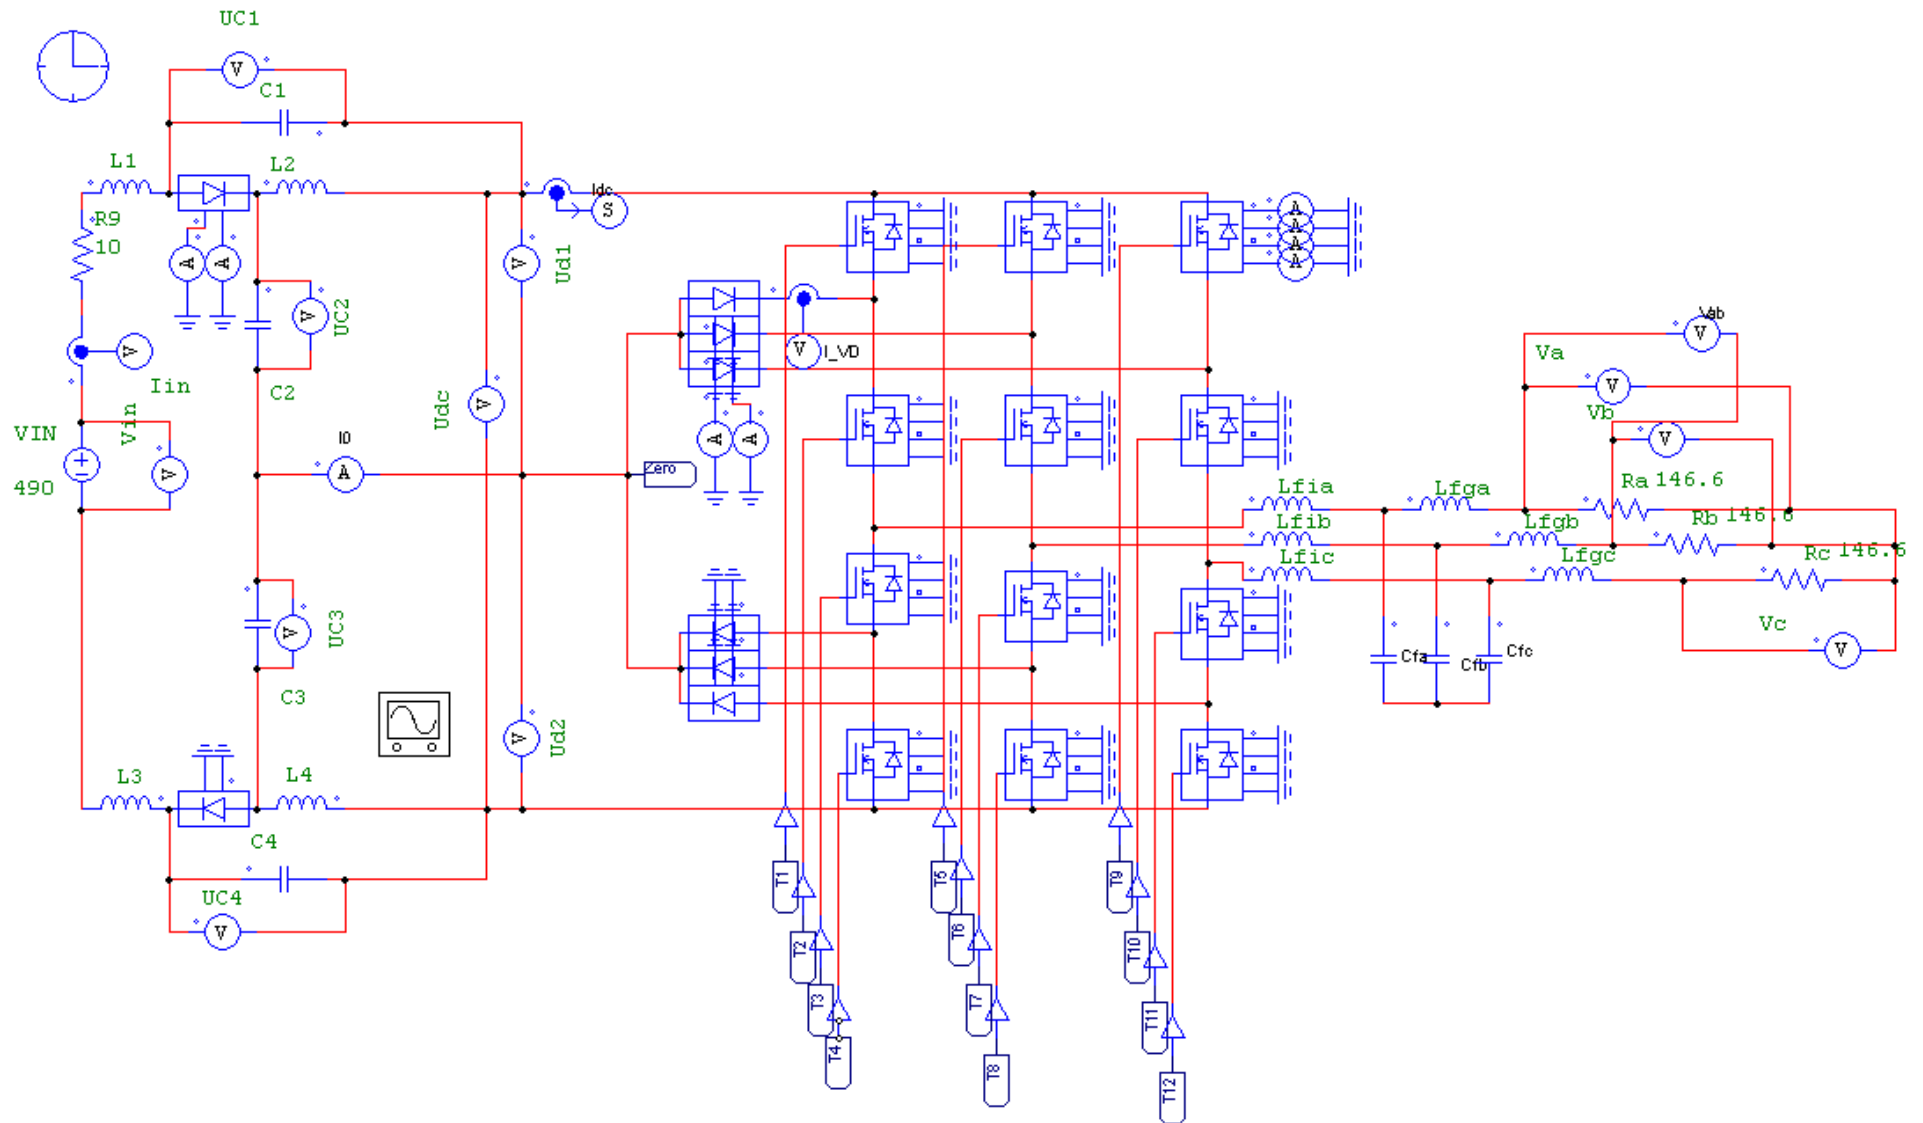 UC1
V
C1
L1
L2
Idc
S
R9
10
A
A
V
Ud1
A
A
A
A
V
UC2
V
I_VD
Vab
V
Va
V
V
Iin
C2
Udc
V
Vb
V
Vin
VIN
490
V
I0
A
Zero
A
A
Lfia
Lfga
Ra
146.6
Lfib
Lfgb
Rb
146.6
Lfic
Lfgc
Rc
146.6
V
UC3
Vc
V
Cfa
Cfb
Cfc
C3
V
Ud2
L3
L4
C4
UC4
V
T1
T5
T9
T2
T6
T10
T3
T7
T11
T4
T8
T12